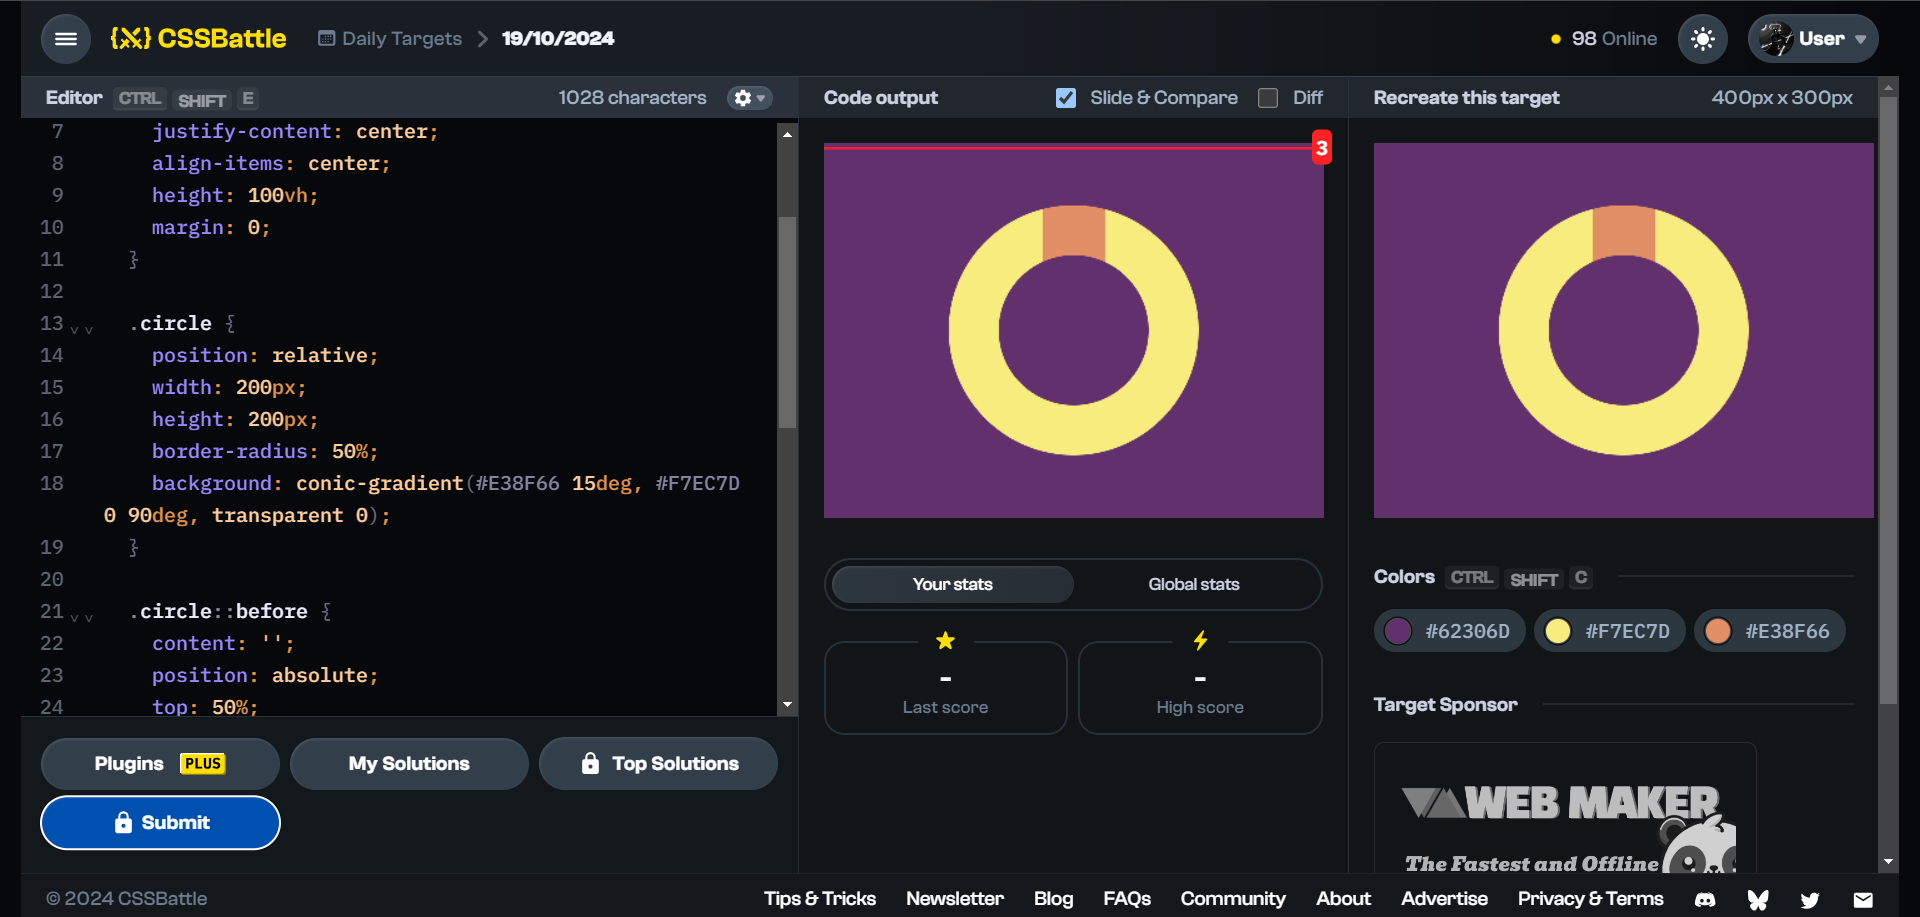 {X} CSSBattle
Daily Targets
19/10/2024
98 Online
User
Editor CTRL SHIFT E
1028 characters
Code output
Slide & Compare
Diff
Recreate this target
400px x 300px
7 justify-content: center;
8 align-items: center;
9 height: 100vh;
10 margin: 0;
11 }
12
13 .circle {
14 position: relative;
15 width: 200px;
16 height: 200px;
17 border-radius: 50%;
18 background: conic-gradient(#E38F66 15deg, #F7EC7D
0 90deg, transparent 0);
19 }
20
21 .circle::before {
22 content: '';
23 position: absolute;
24 top: 50%;
Plugins PLUS
My Solutions
Top Solutions
Submit
3
Your stats
Global stats
-
Last score
-
High score
Colors CTRL SHIFT C
#62306D
#F7EC7D
#E38F66
Target Sponsor
WEB MAKER
The Fastest and Offline
© 2024 CSSBattle
Tips & Tricks
Newsletter
Blog
FAQs
Community
About
Advertise
Privacy & Terms